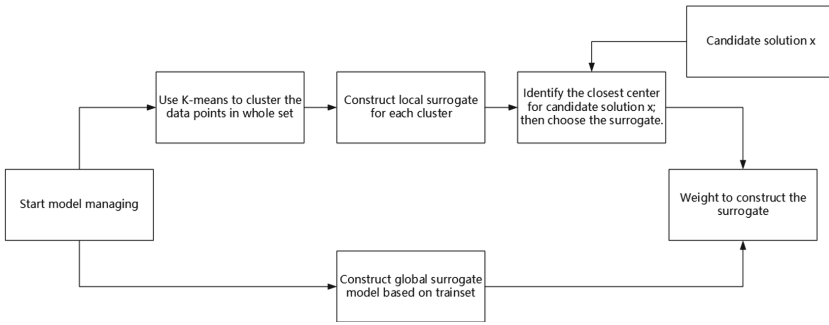 Candidate solution x
Use K-means to cluster the
data points in whole set
Construct local surrogate
for each cluster
Identify the closest center
for candidate solution x;
then choose the surrogate.
Start model managing
Weight to construct the
surrogate
Construct global surrogate
model based on trainset